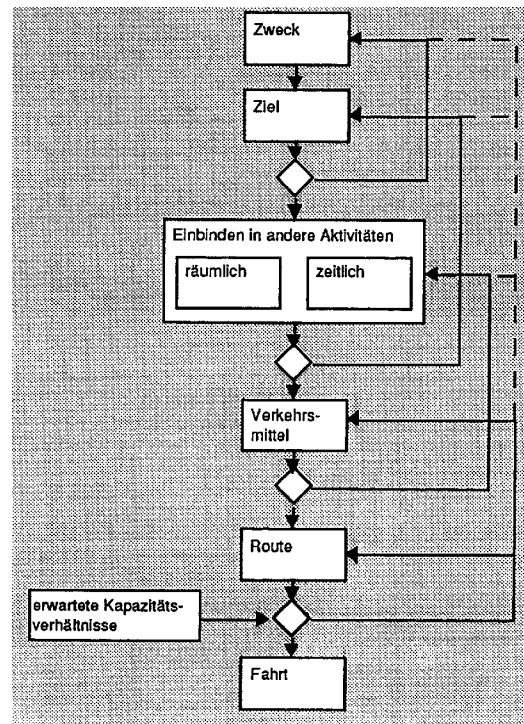 Zweck
Ziel
Einbinden in andere Aktivitäten
räumlich
zeitlich
Verkehrs-
mittel
Route
erwartete Kapazitäts-
verhältnisse
Fahrt